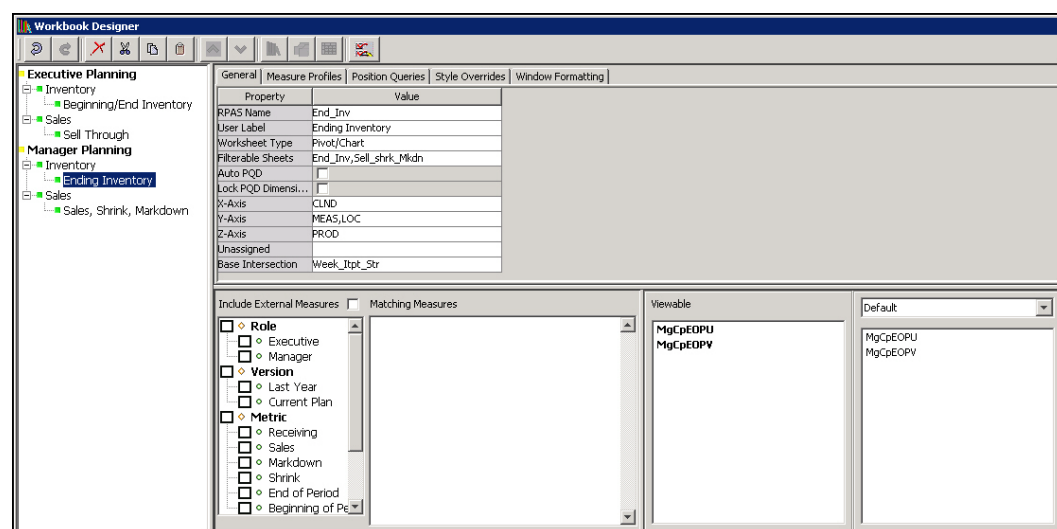 Workbook Designer
Executive Planning
Inventory
Beginning/End Inventory
Sales
Sell Through
Manager Planning
Inventory
Ending Inventory
Sales
Sales, Shrink, Markdown
General Measure Profiles Position Queries Style Overrides Window Formatting
Property Value
RPAS Name End_Inv
User Label Ending Inventory
Worksheet Type Pivot/Chart
Filterable Sheets End_Inv,Sell_shrk_Mkdn
Auto PQD
Lock PQD Dimensi...
X-Axis CLND
Y-Axis MEAS,LOC
Z-Axis PROD
Unassigned
Base Intersection Week_Itpt_Str
Include External Measures Matching Measures
Role
Executive
Manager
Version
Last Year
Current Plan
Metric
Receiving
Sales
Markdown
Shrink
End of Period
Beginning of Pe
Viewable
MgCpEOPU
MgCpEOPV
Default
MgCpEOPU
MgCpEOPV